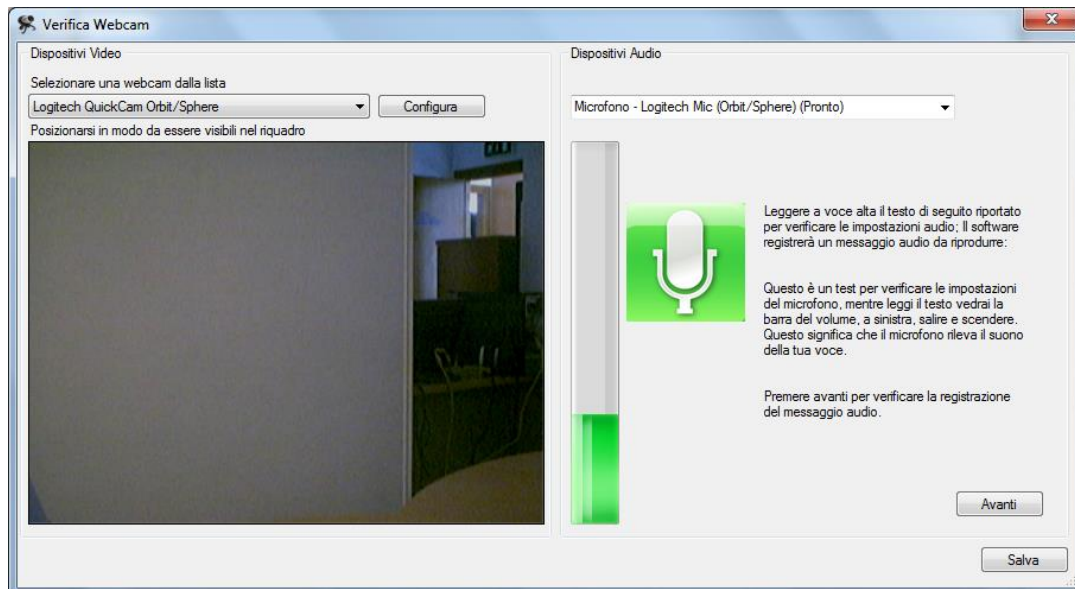 Verifica Webcam
Dispositivi Video
Selezionare una webcam dalla lista
Logitech QuickCam Orbit/Sphere
Configura
Posizionarsi in modo da essere visibili nel riquadro
Dispositivi Audio
Microfono - Logitech Mic (Orbit/Sphere) (Pronto)
Leggere a voce alta il testo di seguito riportato
per verificare le impostazioni audio; Il software
registrerà un messaggio audio da riprodurre:
Questo è un test per verificare le impostazioni
del microfono, mentre leggi il testo vedrai la
barra del volume, a sinistra, salire e scendere.
Questo significa che il microfono rileva il suono
della tua voce.
Premere avanti per verificare la registrazione
del messaggio audio.
Avanti
Salva